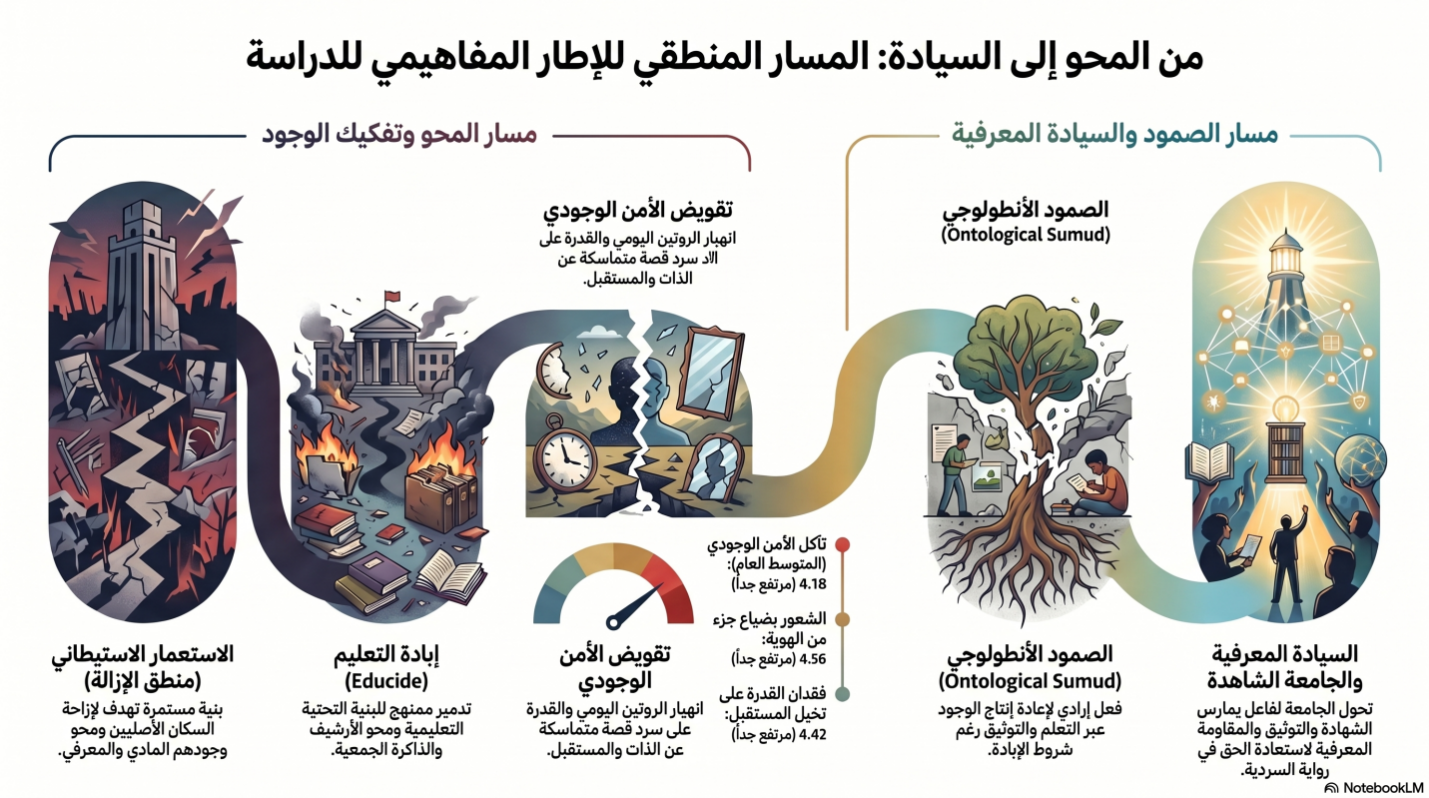 من المحو إلى السيادة: المسار المنطقي للإطار المفاهيمي للدراسة
مسار الصمود والسيادة المعرفية
مسار المحو وتفكيك الوجود
الصمود الأنطولوجي
(Ontological Sumud)
تقويض الأمن الوجودي
انهيار الروتين اليومي والقدرة على
سرد قصة متماسكة عن
الذات والمستقبل.
السيادة المعرفية
والجامعة الشاهدة
تحول الجامعة لفاعل يمارس
الشهادة والتوثيق والمقاومة
المعرفية لاستعادة الحق في
رواية السردية.
الصمود الأنطولوجي
(Ontological Sumud)
فعل إرادي لإعادة إنتاج الوجود
عبر التعلم والتوثيق رغم
شروط الإبادة.
تآكل الأمن الوجودي
(المتوسط العام):
4.18 (مرتفع جداً)
الشعور بضياع جزء
من الهوية:
4.56 (مرتفع جداً)
فقدان القدرة على
تخيل المستقبل:
4.42 (مرتفع جداً)
تقويض الأمن
الوجودي
انهيار الروتين اليومي والقدرة
على سرد قصة متماسكة
عن الذات والمستقبل.
إبادة التعليم
(Educide)
تدمير ممنهج للبنية التحتية
التعليمية ومحو الأرشيف
والذاكرة الجمعية.
الاستعمار الاستيطاني
(منطق الإزالة)
بنية مستمرة تهدف لإزاحة
السكان الأصليين ومحو
وجودهم المادي والمعرفي.
NotebookLM